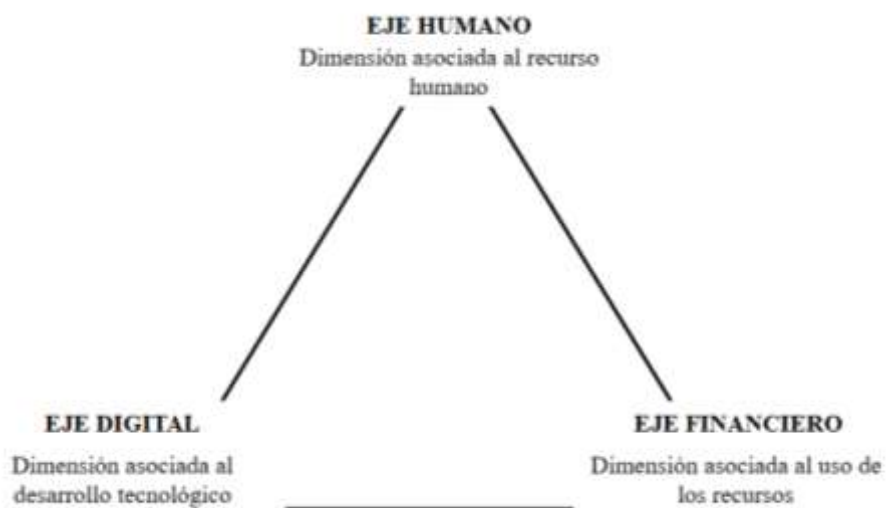 EJE HUMANO
Dimensión asociada al recurso
humano
EJE DIGITAL
Dimensión asociada al
desarrollo tecnológico
EJE FINANCIERO
Dimensión asociada al uso de
los recursos